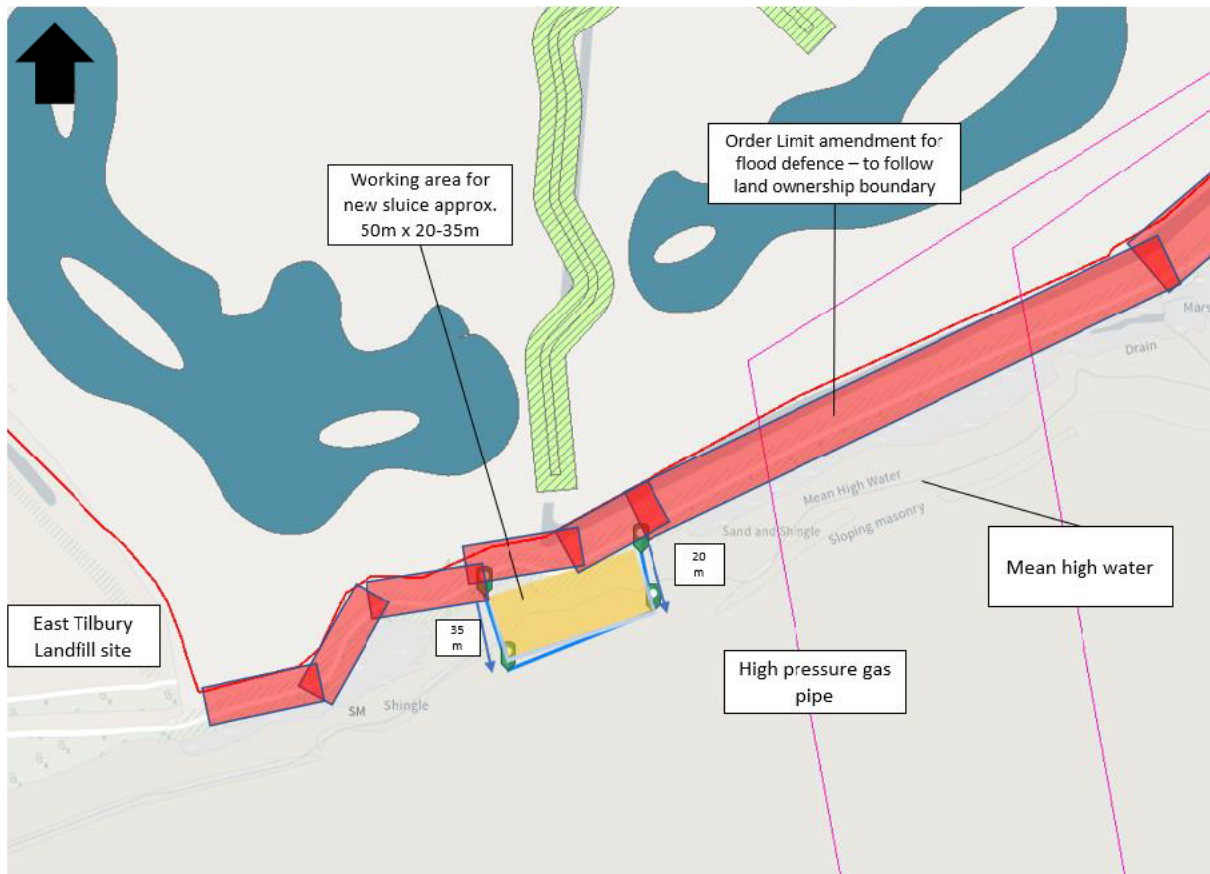 Order Limit amendment for
flood defence – to follow
land ownership boundary
Working area for
new sluice approx.
50m x 20-35m
Drain
Mean High Water
Sand and Shingle
Sloping masonry
20
m
Mean high water
East Tilbury
Landfill site
35
m
High pressure gas
pipe
SM
Shingle